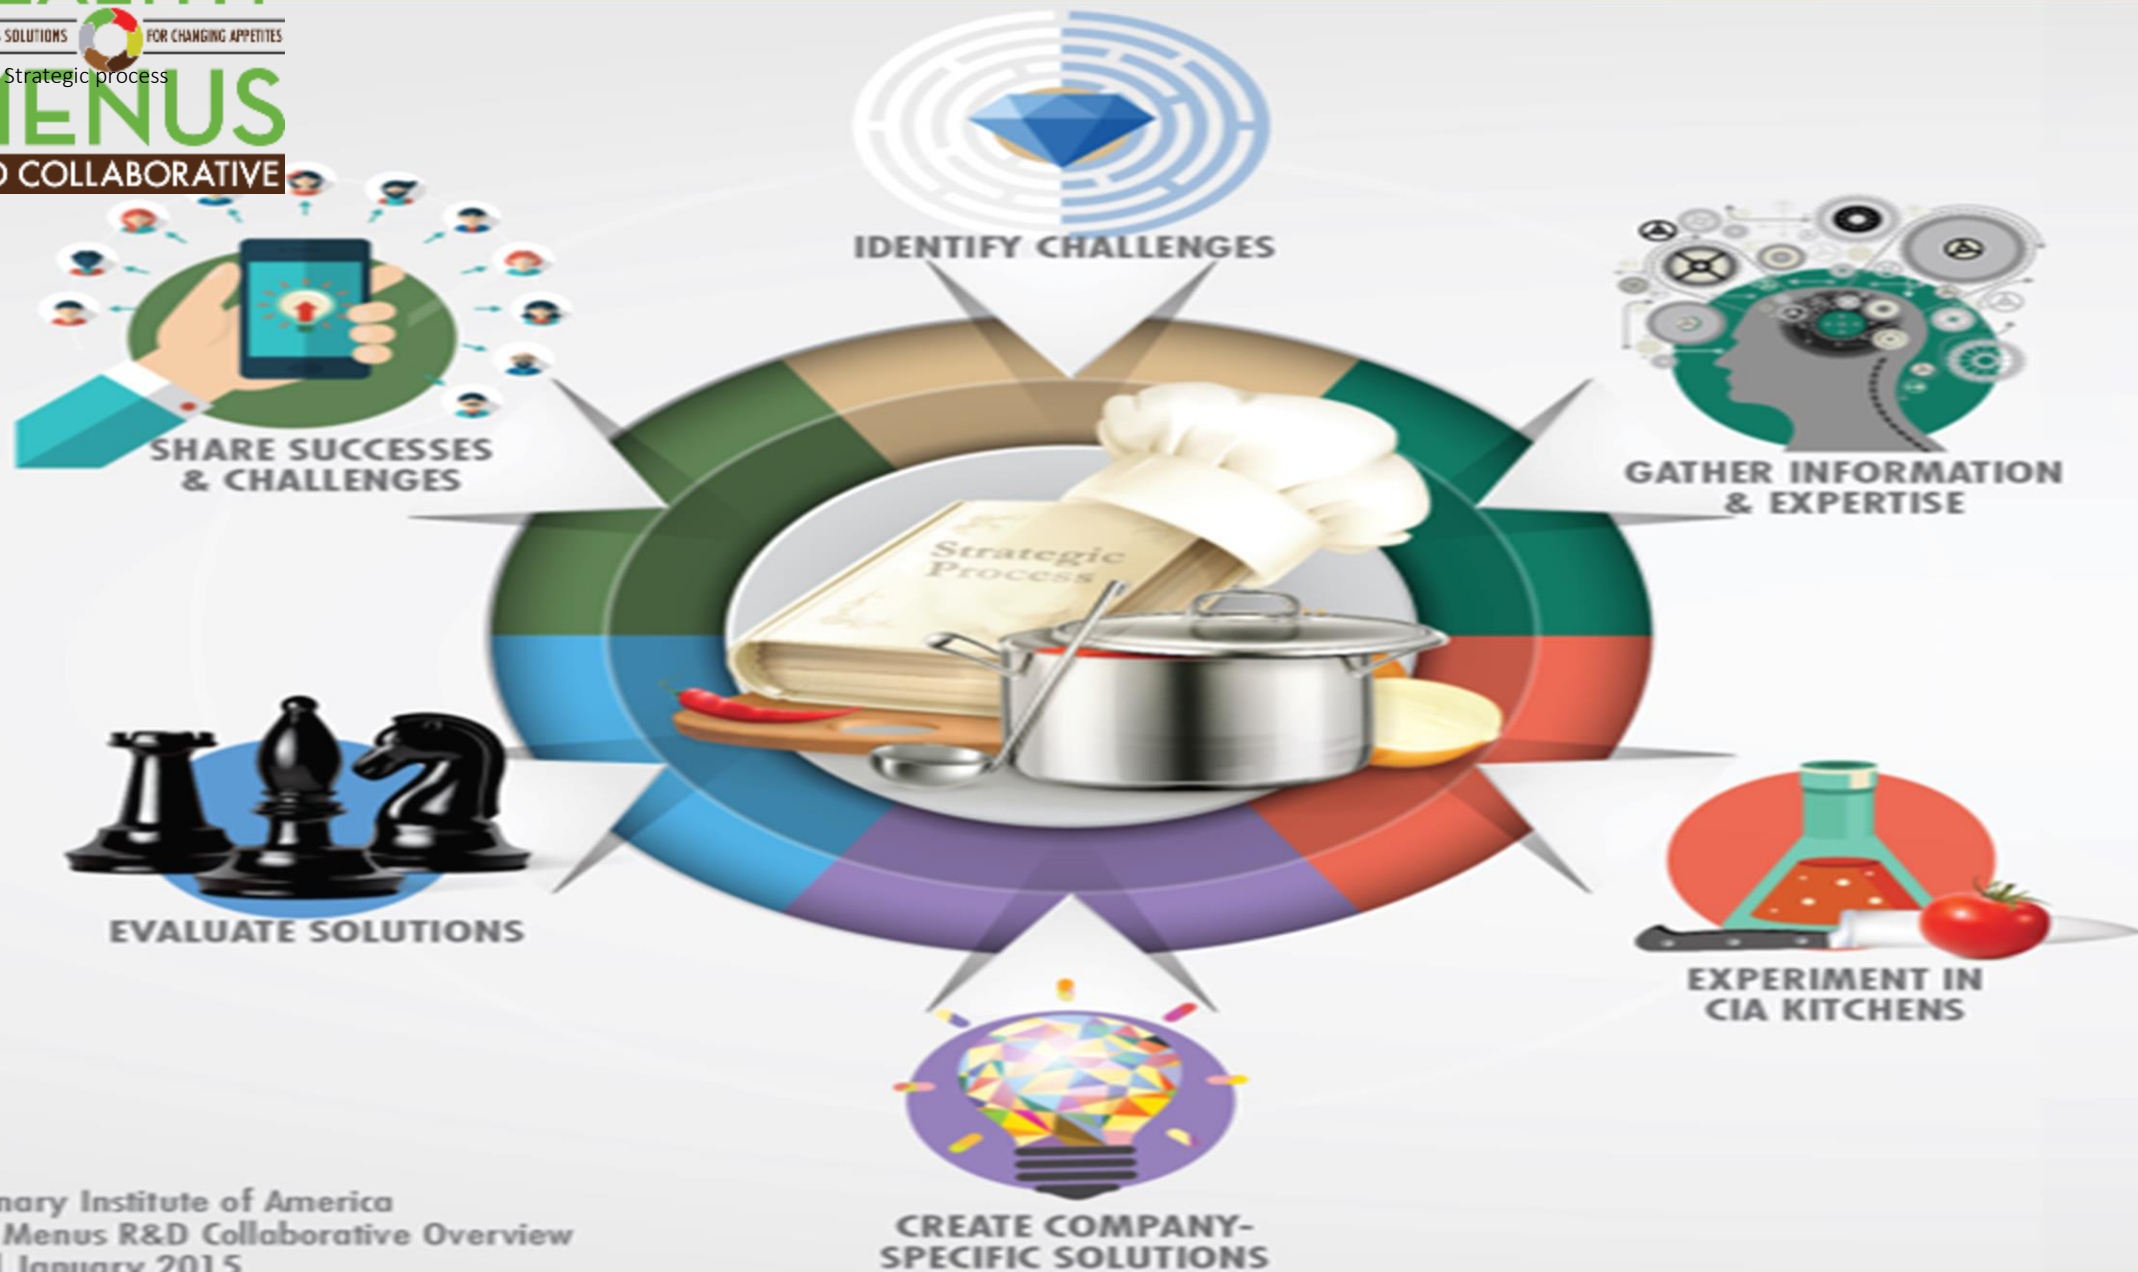 SOLUTIONS
FOR CHANGING APPETITES
Strategic process
MENUS
COLLABORATIVE
IDENTIFY CHALLENGES
GATHER INFORMATION
& EXPERTISE
SHARE SUCCESSES
& CHALLENGES
Strategic
Process
EVALUATE SOLUTIONS
EXPERIMENT IN
CIA KITCHENS
CREATE COMPANY-
SPECIFIC SOLUTIONS
nary Institute of America
Menus R&D Collaborative Overview
January 2015